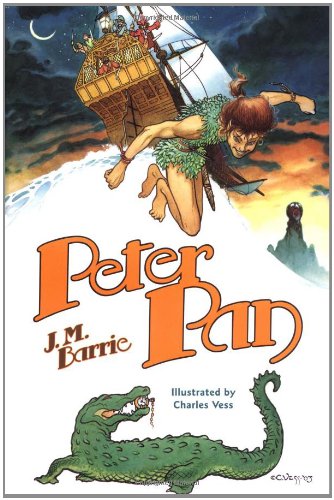 Peter
Pan
J.M.
Barrie
Illustrated by
Charles Vess